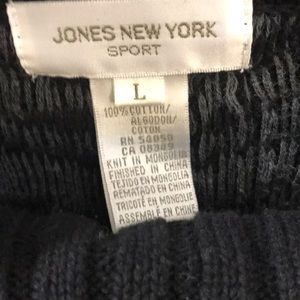 JONES NEW YORK
SPORT
L
100% COTTON/
ALGODON/
COTON
RN 54050
CA 08309
KNIT IN MONGOLIA
FINISHED IN CHINA
TEJIDO EN MONGOLIA
REMATADO EN CHINA
TRICOTÉ EN MONGOLIE
ASSEMBLÉ EN CHINE